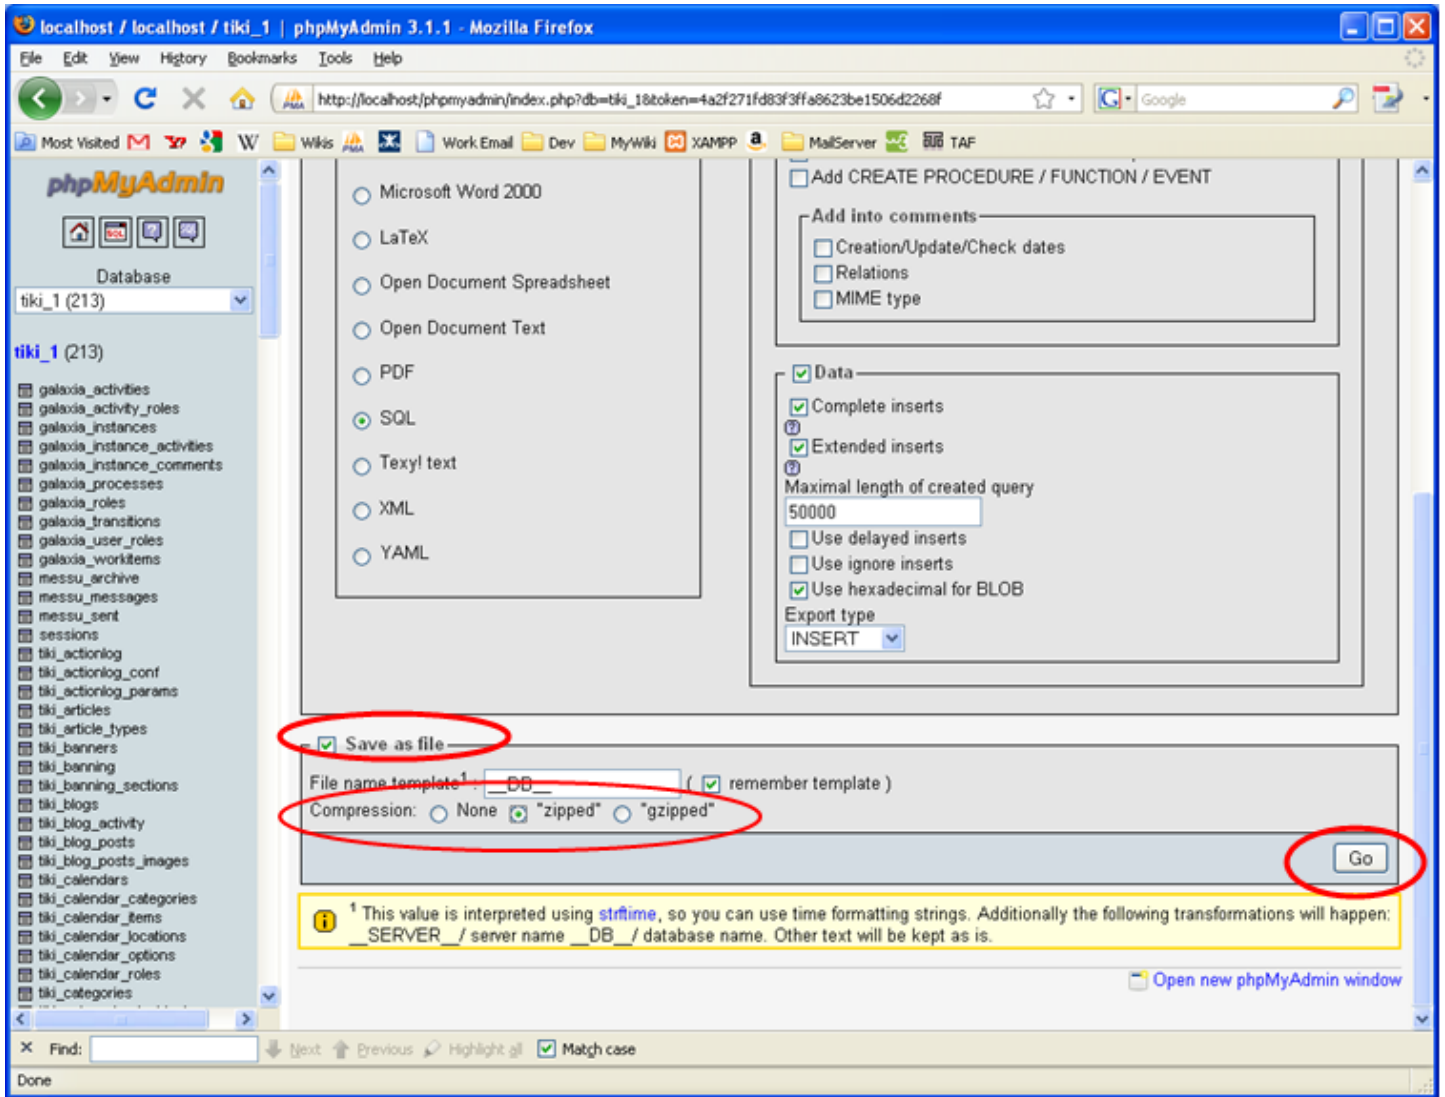 localhost / localhost / tiki_1 | phpMyAdmin 3.1.1 - Mozilla Firefox
File Edit View History Bookmarks Tools Help
http://localhost/phpmyadmin/index.php?db=tiki_1&token=4a2f271fd83f3ffa8623be1506d2268f
Google
Most Visited Wikis Work Email Dev MyWiki XAMPP MailServer TAF
phpMyAdmin
SQL
Database
tiki_1 (213)
tiki_1 (213)
galaxia_activities
galaxia_activity_roles
galaxia_instances
galaxia_instance_activities
galaxia_instance_comments
galaxia_processes
galaxia_roles
galaxia_transitions
galaxia_user_roles
galaxia_workitems
messu_archive
messu_messages
messu_sent
sessions
tiki_actionlog
tiki_actionlog_conf
tiki_actionlog_params
tiki_articles
tiki_article_types
tiki_banners
tiki_banning
tiki_banning_sections
tiki_blogs
tiki_blog_activity
tiki_blog_posts
tiki_blog_posts_images
tiki_calendars
tiki_calendar_categories
tiki_calendar_items
tiki_calendar_locations
tiki_calendar_options
tiki_calendar_roles
tiki_categories
Microsoft Word 2000
LaTeX
Open Document Spreadsheet
Open Document Text
PDF
SQL
Texy! text
XML
YAML
Add CREATE PROCEDURE / FUNCTION / EVENT
Add into comments
Creation/Update/Check dates
Relations
MIME type
Data
Complete inserts
Extended inserts
Maximal length of created query
50000
Use delayed inserts
Use ignore inserts
Use hexadecimal for BLOB
Export type
INSERT
Save as file
File name template1 : __DB__ ( remember template )
Compression: None "zipped" "gzipped"
Go
1 This value is interpreted using strftime, so you can use time formatting strings. Additionally the following transformations will happen:
__SERVER__/ server name __DB__/ database name. Other text will be kept as is.
Open new phpMyAdmin window
Find: Next Previous Highlight all Match case
Done